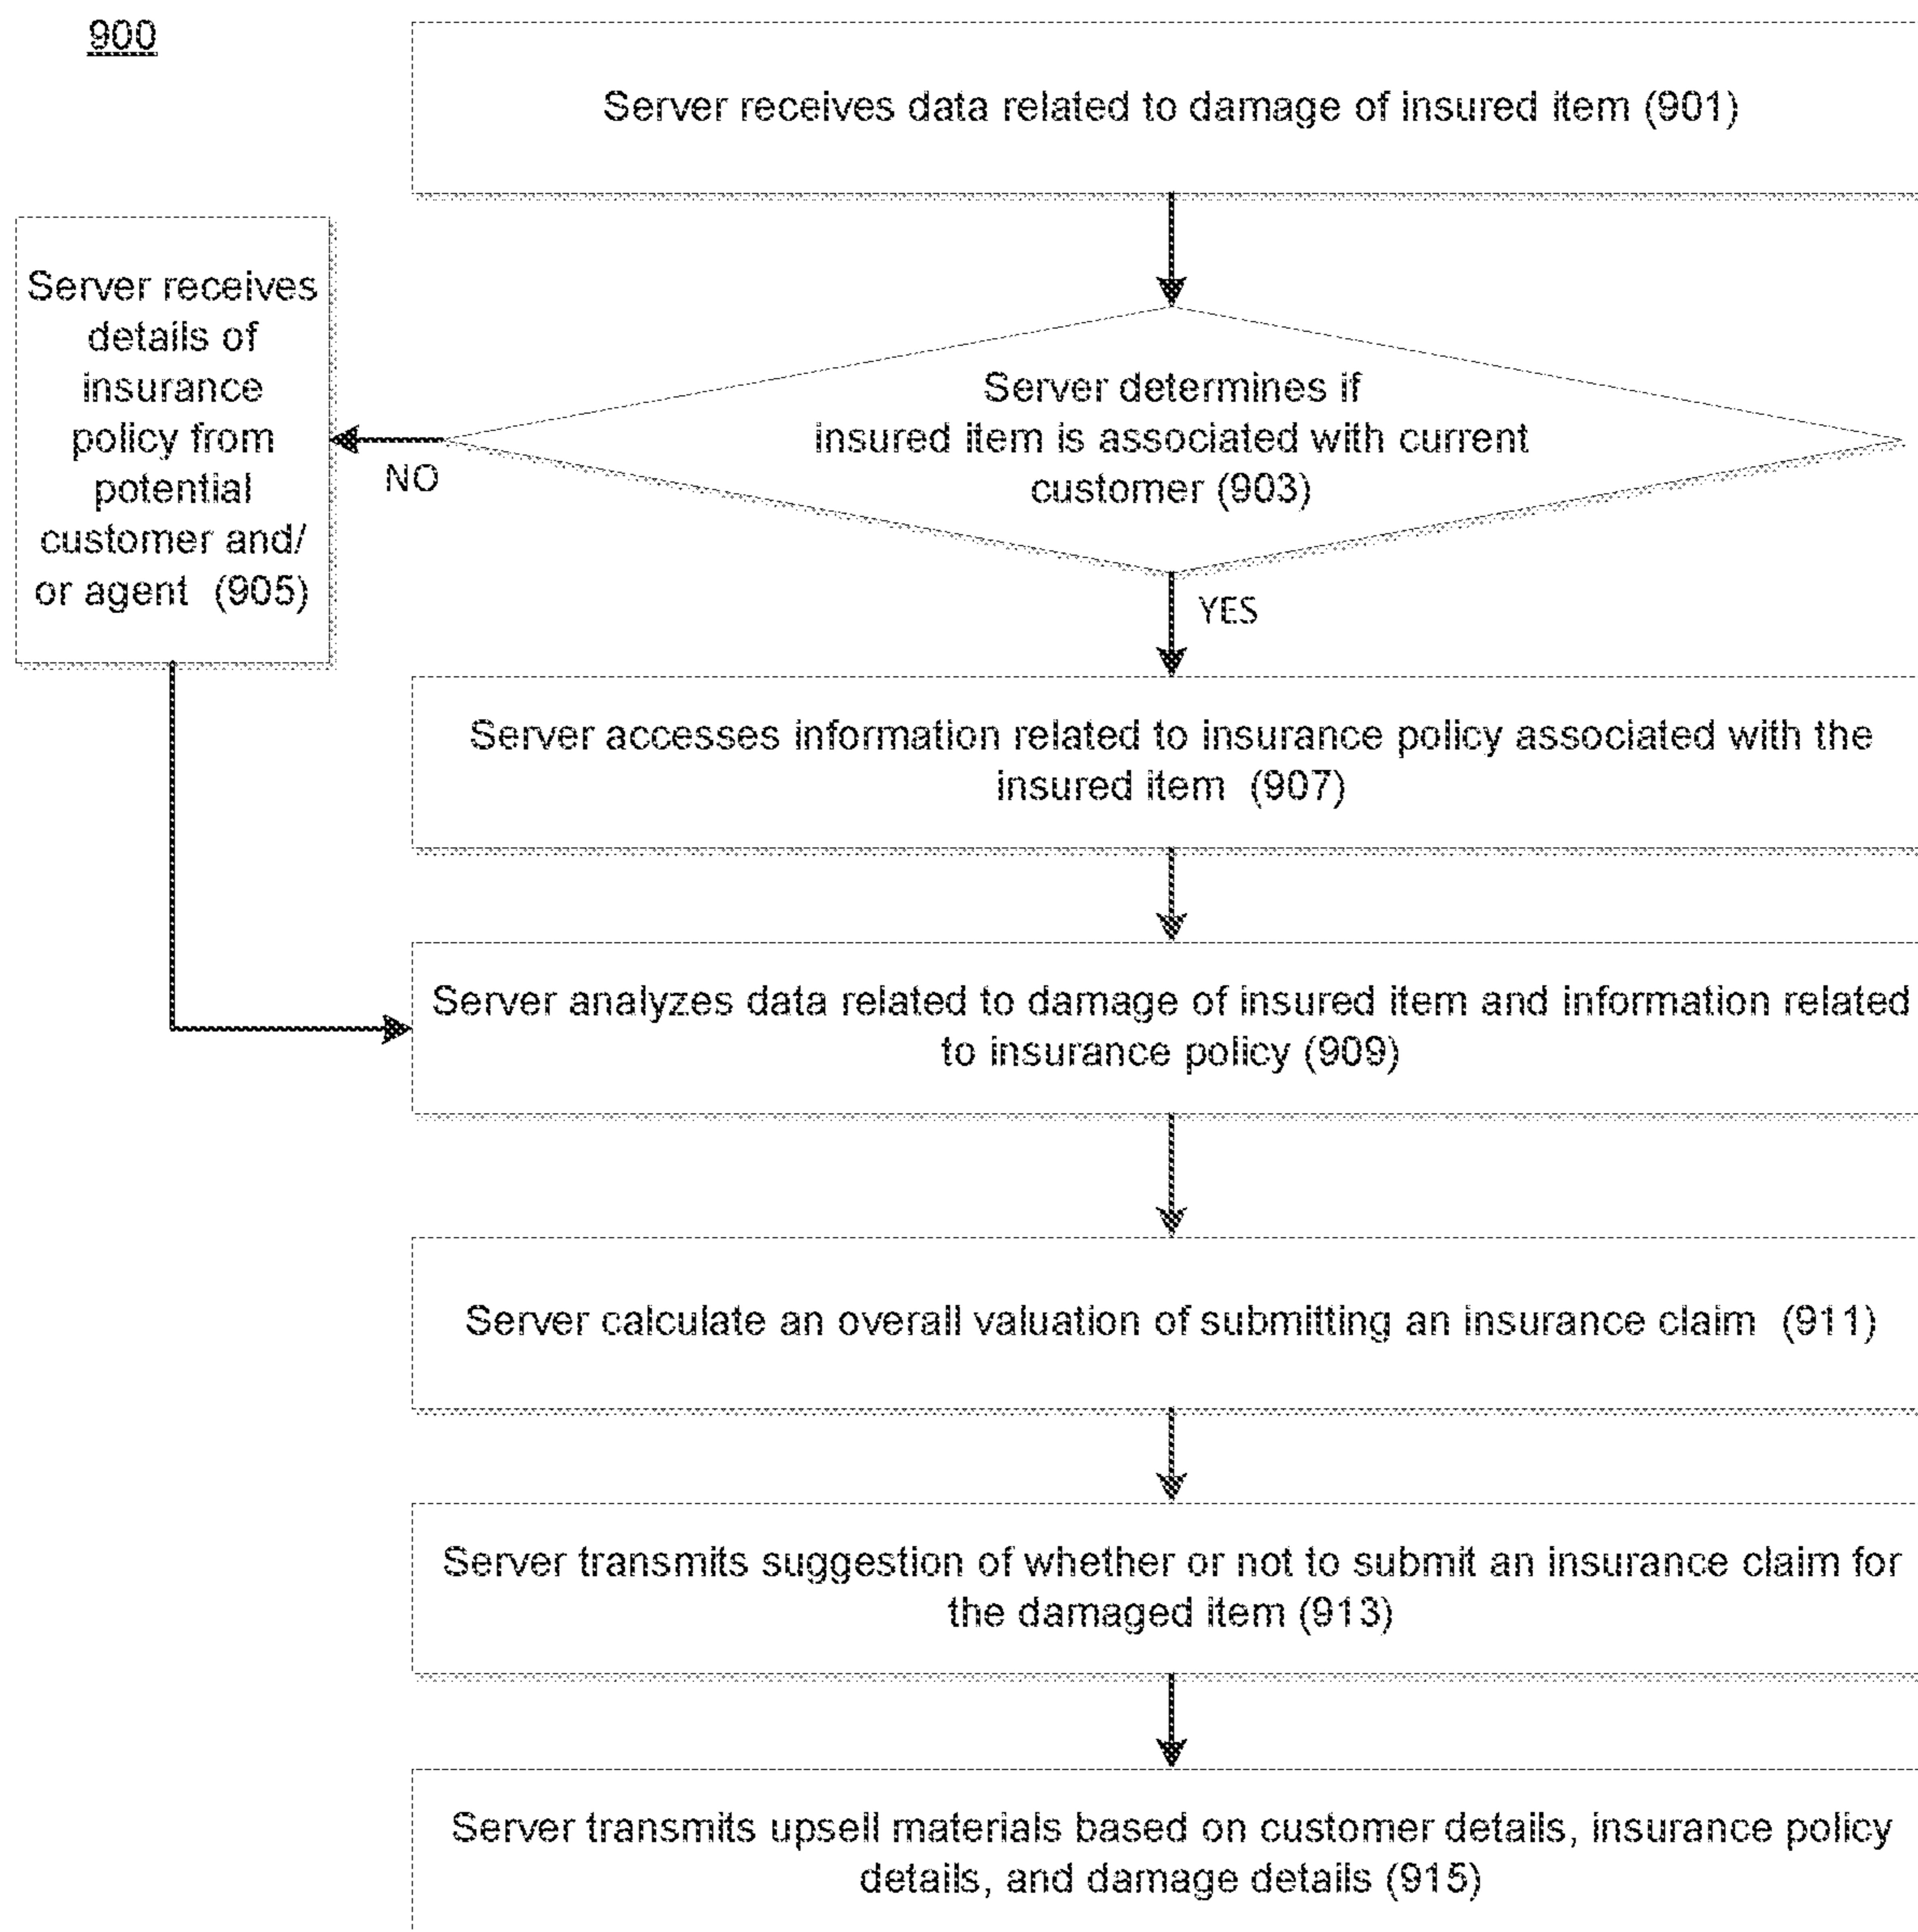 900
Server receives data related to damage of insured item (901)
Server determines if
insured item is associated with current
customer (903)
NO
YES
Server receives
details of
insurance
policy from
potential
customer and/
or agent (905)
Server accesses information related to insurance policy associated with the
insured item (907)
Server analyzes data related to damage of insured item and information related
to insurance policy (909)
Server calculate an overall valuation of submitting an insurance claim (911)
Server transmits suggestion of whether or not to submit an insurance claim for
the damaged item (913)
Server transmits upsell materials based on customer details, insurance policy
details, and damage details (915)